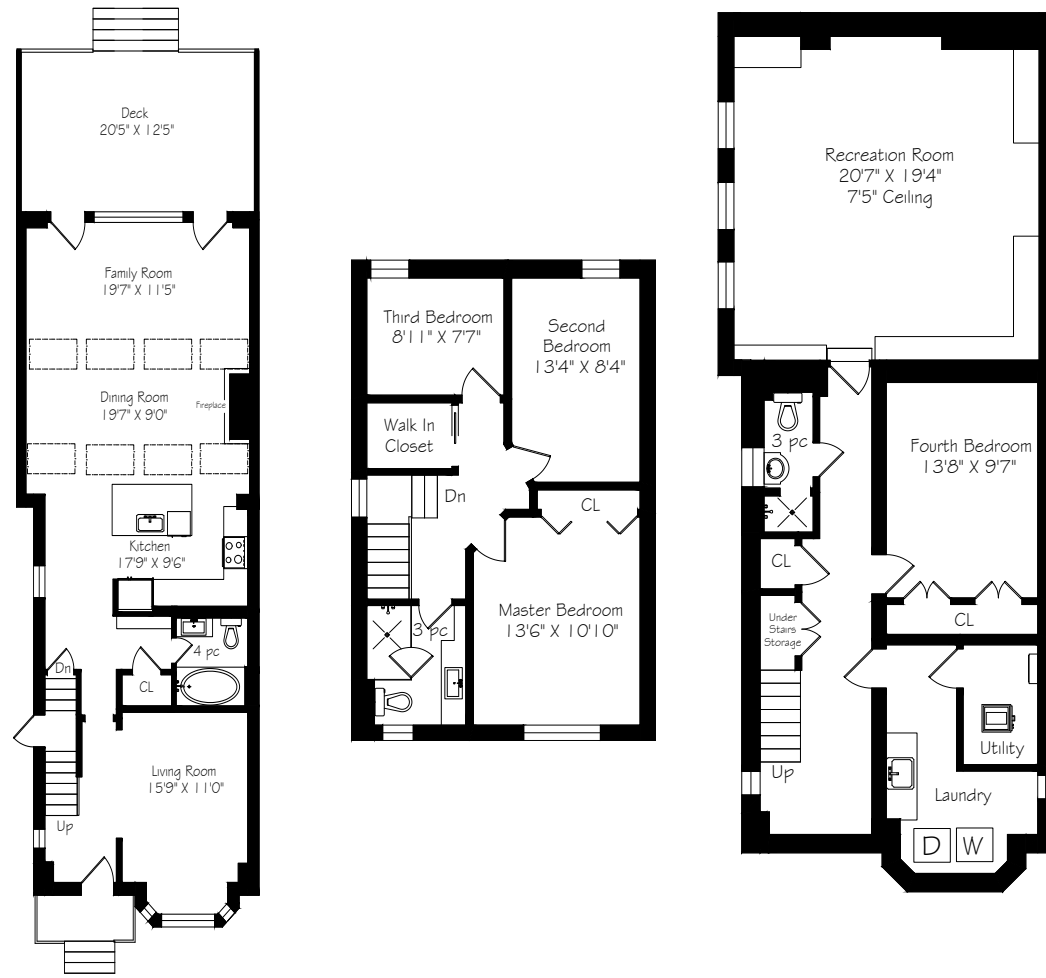 Deck
20'5" X 12'5"
Family Room
19'7" X 11'5"
Dining Room
19'7" X 9'0"
Fireplace
Kitchen
17'9" X 9'6"
4 pc
Dn
CL
Living Room
15'9" X 11'0"
Up
Third Bedroom
8'11" X 7'7"
Second
Bedroom
13'4" X 8'4"
Walk In
Closet
Dn
CL
Master Bedroom
13'6" X 10'10"
3 pc
Recreation Room
20'7" X 19'4"
7'5" Ceiling
3 pc
Fourth Bedroom
13'8" X 9'7"
CL
CL
Under
Stairs
Storage
Up
Utility
Laundry
D W